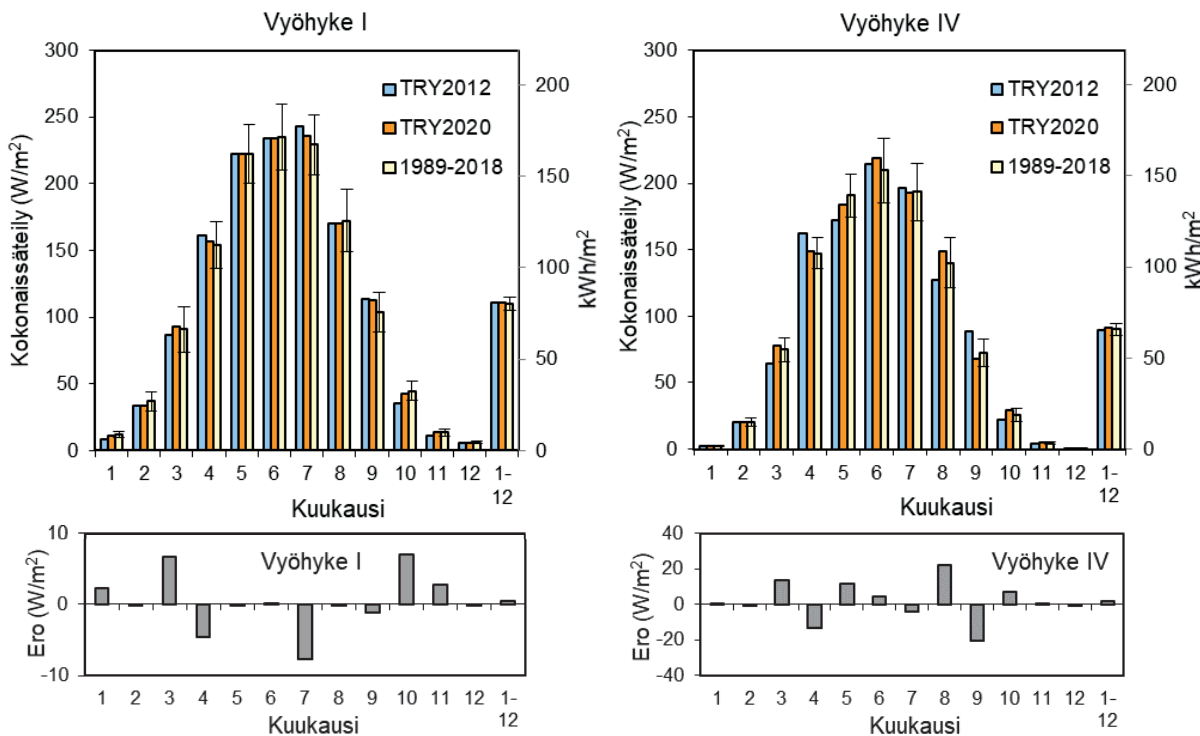 Vyöhyke I
300
250
200
150
100
50
0
Kokonaissäteily (W/m²)
TRY2012
TRY2020
1989-2018
200
150
100
50
0
kWh/m²
1 2 3 4 5 6 7 8 9 10 11 12 1-
12
Kuukausi
Vyöhyke IV
300
250
200
150
100
50
0
Kokonaissäteily (W/m²)
TRY2012
TRY2020
1989-2018
200
150
100
50
0
kWh/m²
1 2 3 4 5 6 7 8 9 10 11 12 1-
12
Kuukausi
10
0
-10
Ero (W/m²)
Vyöhyke I
1 2 3 4 5 6 7 8 9 10 11 12 1-
12
Kuukausi
40
20
0
-20
-40
Ero (W/m²)
Vyöhyke IV
1 2 3 4 5 6 7 8 9 10 11 12 1-
12
Kuukausi